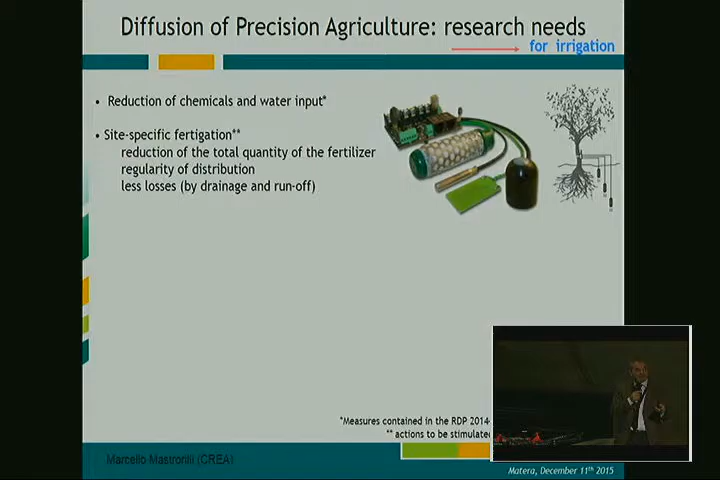 Diffusion of Precision Agriculture: research needs
for irrigation
• Reduction of chemicals and water input*
• Site-specific fertigation**
reduction of the total quantity of the fertilizer
regularity of distribution
less losses (by drainage and run-off)
*Measures contained in the RDP 2014-
** actions to be stimulated
Marcello Mastrorilli (CREA)
Matera, December 11th 2015